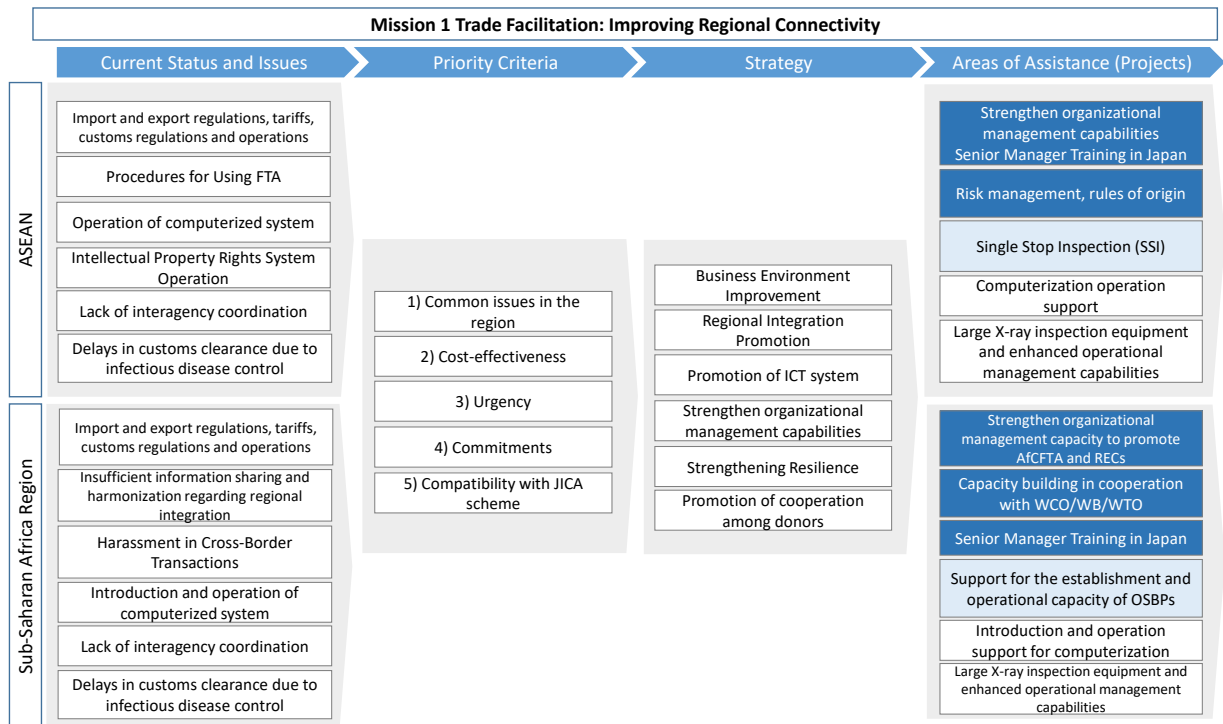 Mission 1 Trade Facilitation: Improving Regional Connectivity
Current Status and Issues
Priority Criteria
Strategy
Areas of Assistance (Projects)
ASEAN
Import and export regulations, tariffs,
customs regulations and operations
Procedures for Using FTA
Operation of computerized system
Intellectual Property Rights System
Operation
Lack of interagency coordination
Delays in customs clearance due to
infectious disease control
Sub-Saharan Africa Region
Import and export regulations, tariffs,
customs regulations and operations
Insufficient information sharing and
harmonization regarding regional
integration
Harassment in Cross-Border
Transactions
Introduction and operation of
computerized system
Lack of interagency coordination
Delays in customs clearance due to
infectious disease control
1) Common issues in the
region
2) Cost-effectiveness
3) Urgency
4) Commitments
5) Compatibility with JICA
scheme
Business Environment
Improvement
Regional Integration
Promotion
Promotion of ICT system
Strengthen organizational
management capabilities
Strengthening Resilience
Promotion of cooperation
among donors
Strengthen organizational
management capabilities
Senior Manager Training in Japan
Risk management, rules of origin
Single Stop Inspection (SSI)
Computerization operation
support
Large X-ray inspection equipment
and enhanced operational
management capabilities
Strengthen organizational
management capacity to promote
AfCFTA and RECs
Capacity building in cooperation
with WCO/WB/WTO
Senior Manager Training in Japan
Support for the establishment and
operational capacity of OSBPs
Introduction and operation
support for computerization
Large X-ray inspection equipment and
enhanced operational management
capabilities